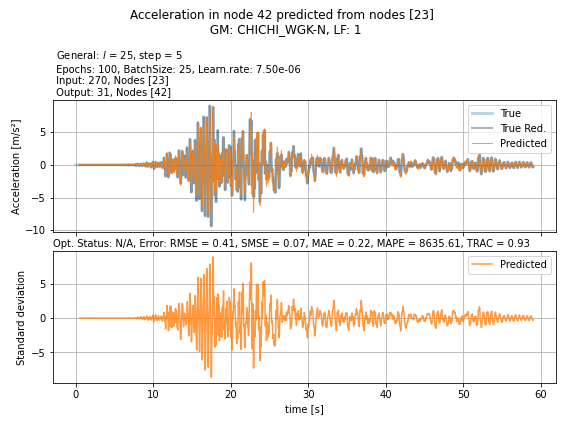 Acceleration in node 42 predicted from nodes [23]
GM: CHICHI_WGK-N, LF: 1
General: l = 25, step = 5
Epochs: 100, BatchSize: 25, Learn.rate: 7.50e-06
Input: 270, Nodes [23]
Output: 31, Nodes [42]
Acceleration [m/s²]
5
0
−5
−10
True
True Red.
Predicted
Opt. Status: N/A, Error: RMSE = 0.41, SMSE = 0.07, MAE = 0.22, MAPE = 8635.61, TRAC = 0.93
Standard deviation
5
0
−5
Predicted
0 10 20 30 40 50 60
time [s]